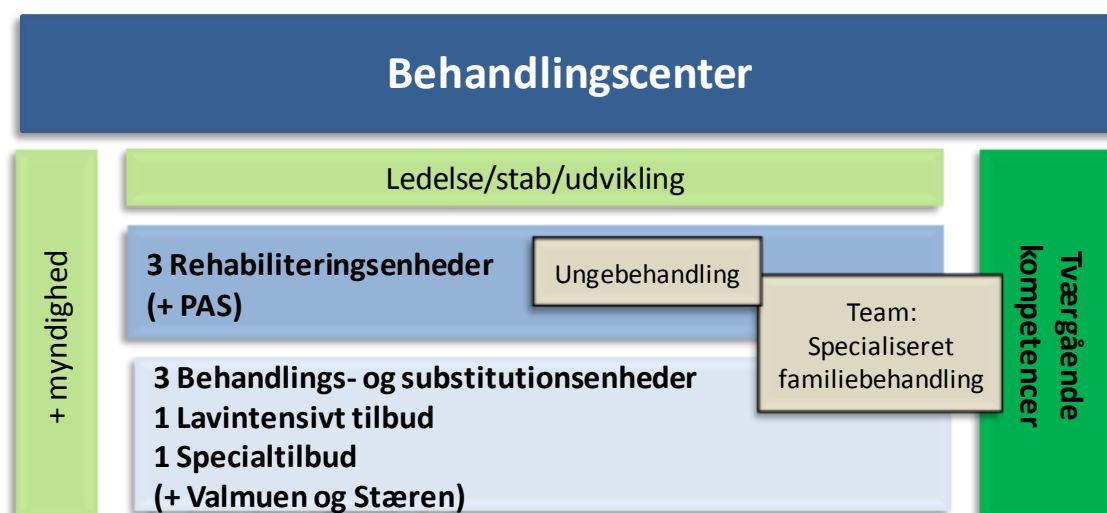 Behandlingscenter
Ledelse/stab/udvikling
+ myndighed
3 Rehabiliteringsenheder
(+ PAS)
Ungebehandling
Team:
Specialiseret
familiebehandling
3 Behandlings- og substitutionsenheder
1 Lavintensivt tilbud
1 Specialtilbud
(+ Valmuen og Stæren)
Tværgående
kompetencer